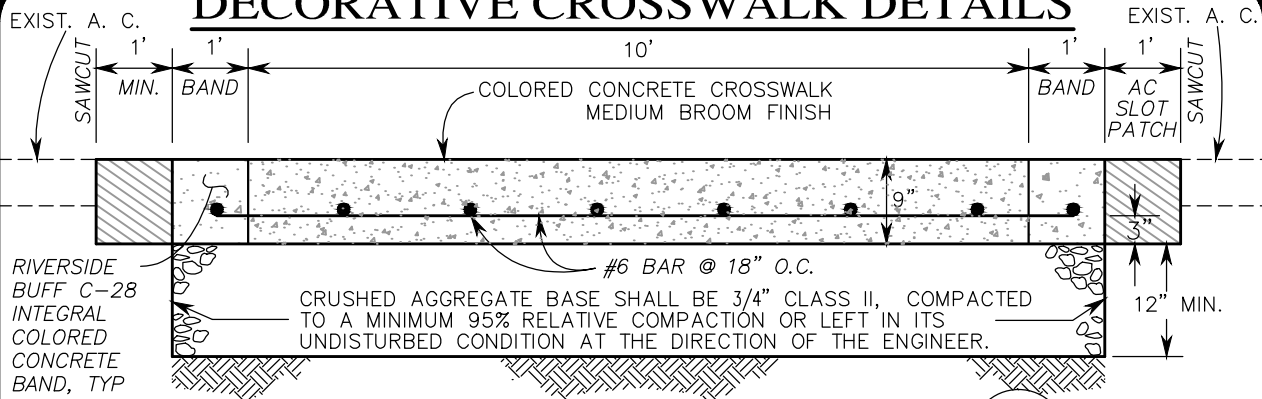 DECORATIVE CROSSWALK DETAILS
EXIST. A. C.
EXIST. A. C.
SAWCUT
1'
MIN.
1'
BAND
10'
1'
BAND
1'
AC
SLOT
PATCH
SAWCUT
COLORED CONCRETE CROSSWALK
MEDIUM BROOM FINISH
9"
3"
#6 BAR @ 18" O.C.
RIVERSIDE
BUFF C-28
INTEGRAL
COLORED
CONCRETE
BAND, TYP
CRUSHED AGGREGATE BASE SHALL BE 3/4" CLASS II, COMPACTED
TO A MINIMUM 95% RELATIVE COMPACTION OR LEFT IN ITS
UNDISTURBED CONDITION AT THE DIRECTION OF THE ENGINEER.
12" MIN.